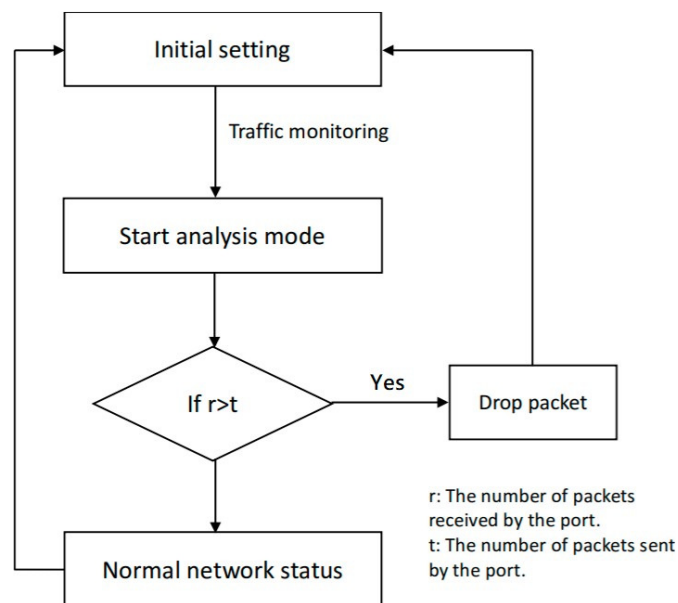 Initial setting
Traffic monitoring
Start analysis mode
If r>t
Yes
Drop packet
r: The number of packets
received by the port.
t: The number of packets sent
by the port.
Normal network status